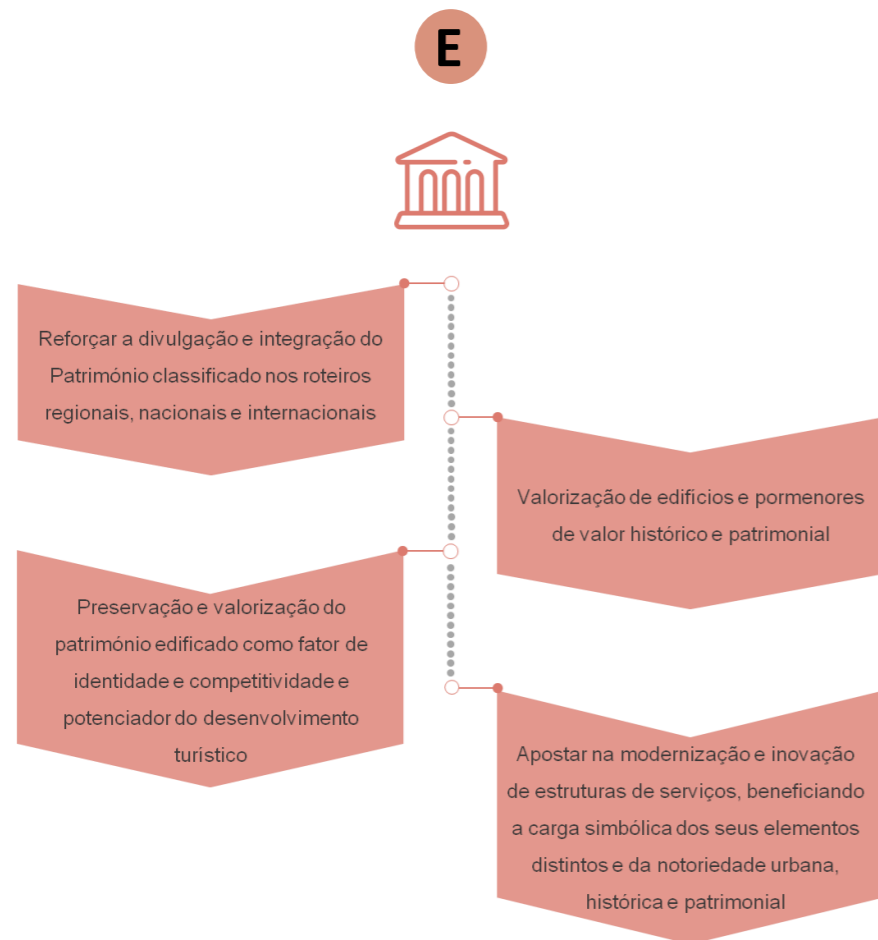 E
Reforçar a divulgação e integração do
Património classificado nos roteiros
regionais, nacionais e internacionais
Valorização de edifícios e pormenores
de valor histórico e patrimonial
Preservação e valorização do
património edificado como fator de
identidade e competitividade e
potenciador do desenvolvimento
turístico
Apostar na modernização e inovação
de estruturas de serviços, beneficiando
a carga simbólica dos seus elementos
distintos e da notoriedade urbana,
histórica e patrimonial